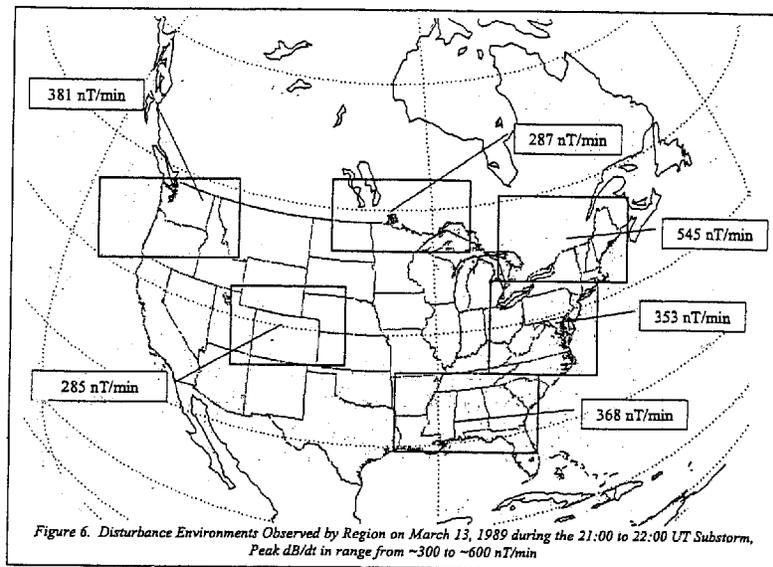 381 nT/min
287 nT/min
545 nT/min
353 nT/min
285 nT/min
368 nT/min
Figure 6. Disturbance Environments Observed by Region on March 13, 1989 during the 21:00 to 22:00 UT Substorm,
Peak dB/dt in range from ~300 to ~600 nT/min